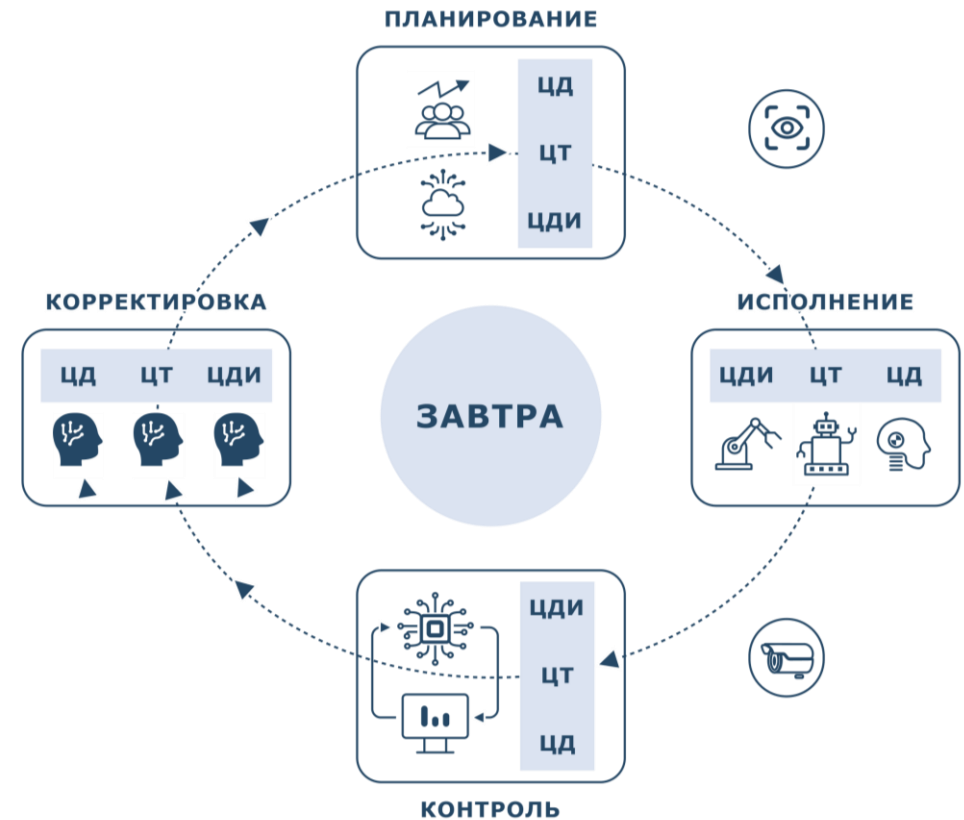 ПЛАНИРОВАНИЕ
ЦД
ЦТ
ЦДИ
КОРРЕКТИРОВКА
ЦД ЦТ ЦДИ
ИСПОЛНЕНИЕ
ЦДИ ЦТ ЦД
ЗАВТРА
ЦДИ
ЦТ
ЦД
КОНТРОЛЬ